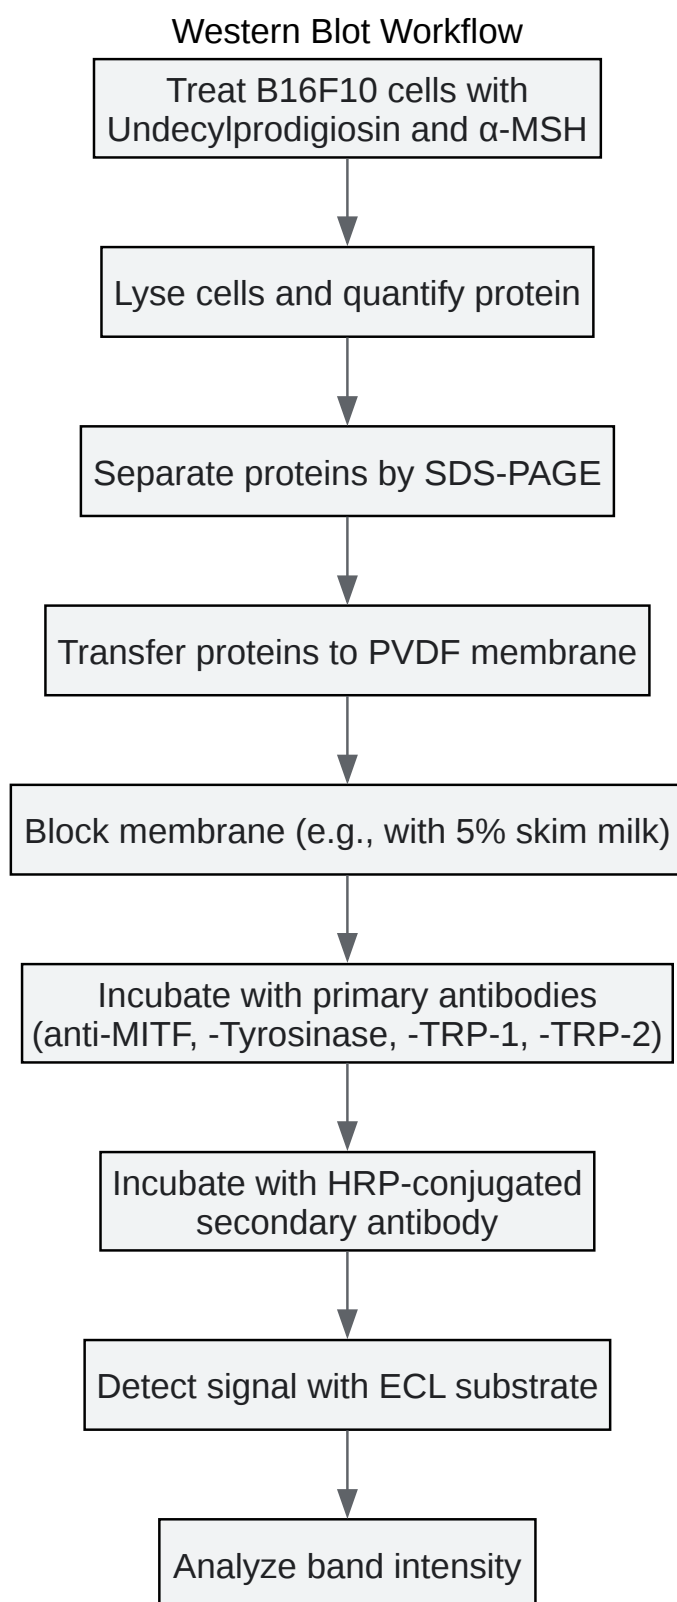 Western Blot Workflow
Treat B16F10 cells with
Undecylprodigiosin and α-MSH
Lyse cells and quantify protein
Separate proteins by SDS-PAGE
Transfer proteins to PVDF membrane
Block membrane (e.g., with 5% skim milk)
Incubate with primary antibodies
(anti-MITF, -Tyrosinase, -TRP-1, -TRP-2)
Incubate with HRP-conjugated
secondary antibody
Detect signal with ECL substrate
Analyze band intensity